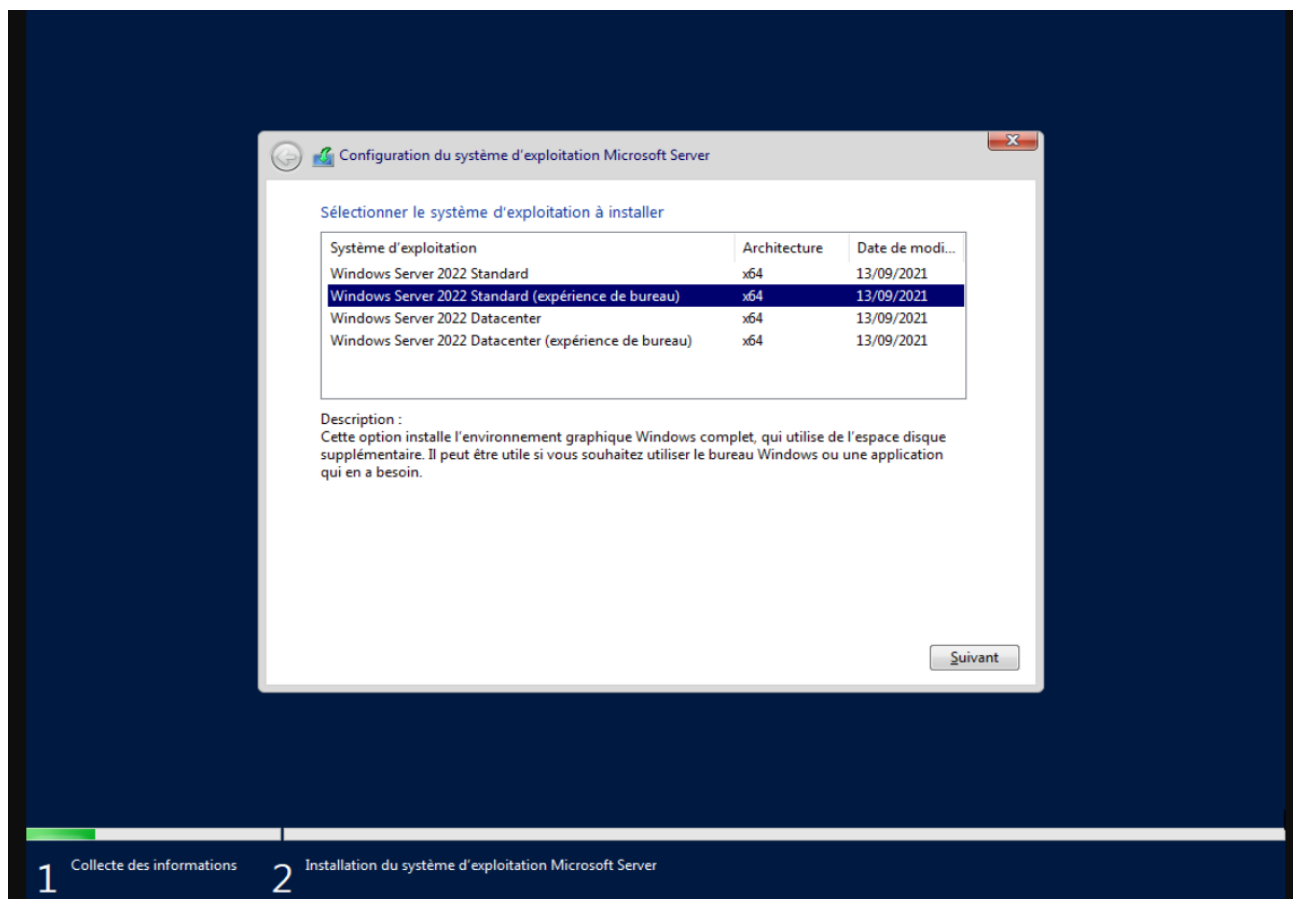 Configuration du système d'exploitation Microsoft Server
Sélectionner le système d'exploitation à installer
Système d'exploitation Architecture Date de modi...
Windows Server 2022 Standard x64 13/09/2021
Windows Server 2022 Standard (expérience de bureau) x64 13/09/2021
Windows Server 2022 Datacenter x64 13/09/2021
Windows Server 2022 Datacenter (expérience de bureau) x64 13/09/2021
Description :
Cette option installe l'environnement graphique Windows complet, qui utilise de l'espace disque
supplémentaire. Il peut être utile si vous souhaitez utiliser le bureau Windows ou une application
qui en a besoin.
Suivant
1 Collecte des informations 2 Installation du système d'exploitation Microsoft Server